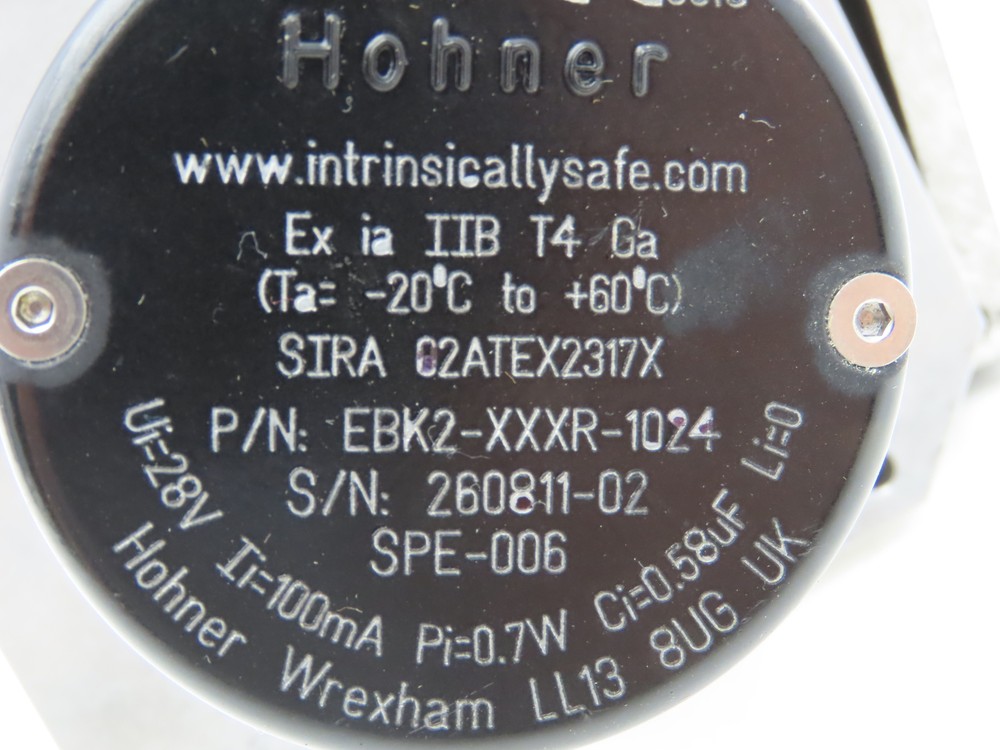 Hohner
www.intrinsicallysafe.com
Ex ia IIB T4 Ga
(Ta= -20°C to +60°C)
SIRA 02ATEX2317X
P/N: EBK2-XXXR-1024
S/N: 260811-02
SPE-006
Ui=28V Ii=100mA Pi=0.7W Ci=0.58uF Li=0
Hohner Wrexham LL13 8UG UK